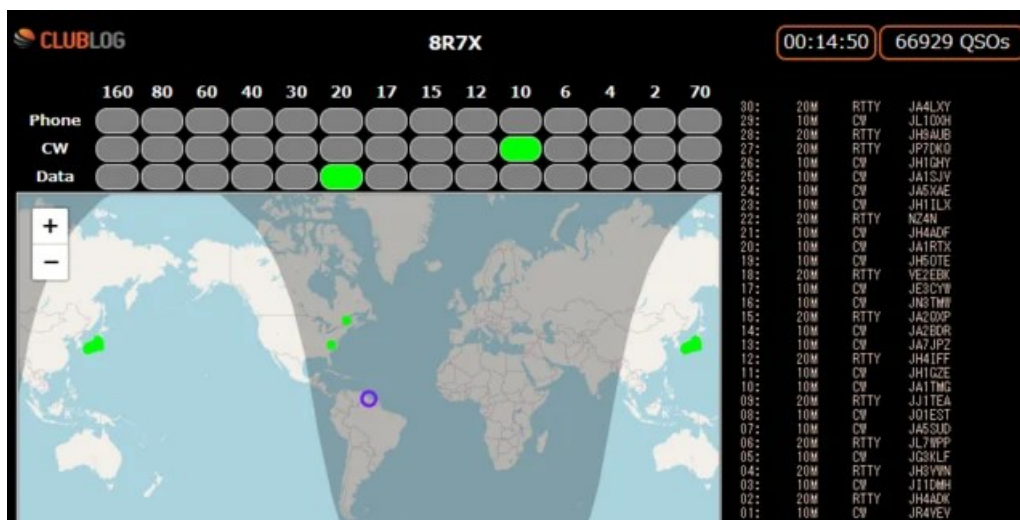 CLUBLOG
8R7X
00:14:50
66929 QSOs
160 80 60 40 30 20 17 15 12 10 6 4 2 70
Phone
CW
Data
+
−
30: 20M RTTY JA4LXY
29: 10M CW JL1OXH
28: 20M RTTY JH9AUB
27: 20M RTTY JP7DKQ
26: 10M CW JH1GHY
25: 10M CW JA1SJV
24: 10M CW JA5XAE
23: 10M CW JH1ILX
22: 20M RTTY NZ4N
21: 10M CW JH4ADF
20: 10M CW JA1RTX
19: 10M CW JH5OTE
18: 20M RTTY VE2EBK
17: 10M CW JE3CYW
16: 10M CW JN3TMW
15: 20M RTTY JA2GXP
14: 10M CW JA2BDR
13: 10M CW JA7JPZ
12: 20M RTTY JH4IFF
11: 10M CW JH1GZE
10: 10M CW JA1TMG
09: 20M RTTY JJ1TEA
08: 10M CW JQ1EST
07: 10M CW JA5SUD
06: 20M RTTY JL7WPP
05: 10M CW JG3KLF
04: 20M RTTY JH3YWN
03: 10M CW JI1DMH
02: 20M RTTY JH4ADK
01: 10M CW JR4YEV